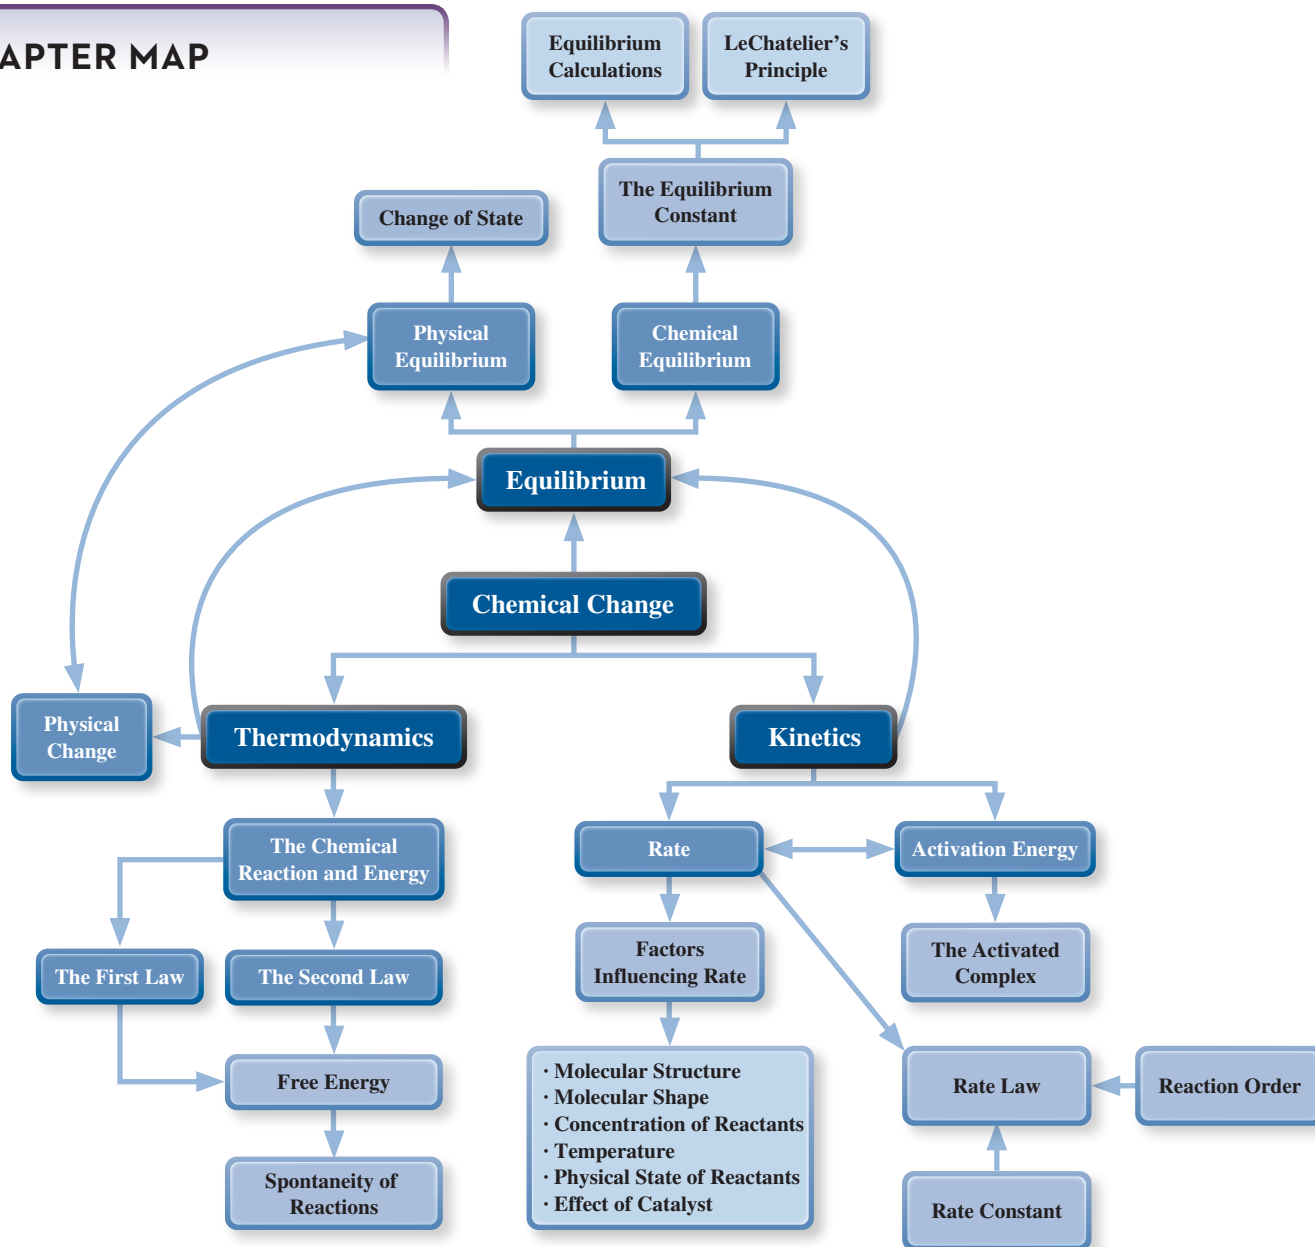 APTER MAP
Equilibrium
Calculations
LeChatelier's
Principle
The Equilibrium
Constant
Change of State
Physical
Equilibrium
Chemical
Equilibrium
Equilibrium
Chemical Change
Physical
Change
Thermodynamics
Kinetics
The Chemical
Reaction and Energy
Rate
Activation Energy
The First Law
The Second Law
Factors
Influencing Rate
The Activated
Complex
Free Energy
· Molecular Structure
· Molecular Shape
· Concentration of Reactants
· Temperature
· Physical State of Reactants
· Effect of Catalyst
Rate Law
Reaction Order
Spontaneity of
Reactions
Rate Constant